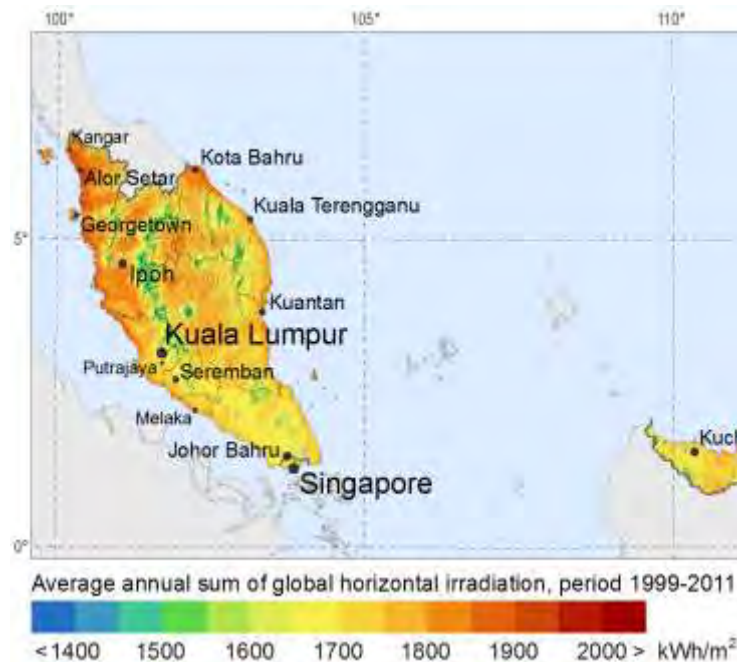 100° 105° 110°
Kangar
Kota Bahru
Alor Setar
Kuala Terengganu
Georgetown
5°
Ipoh
Kuantan
Kuala Lumpur
Putrajaya
Seremban
Melaka
Johor Bahru
Kuch
Singapore
0°
Average annual sum of global horizontal irradiation, period 1999-2011
<1400 1500 1600 1700 1800 1900 2000 > kWh/m²